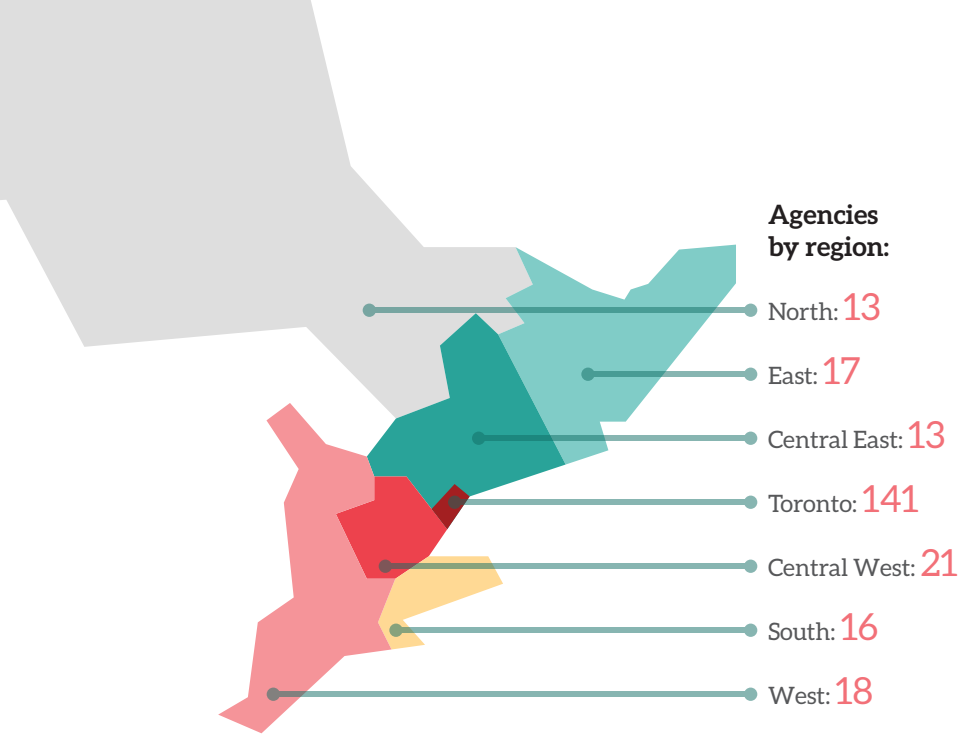 Agencies
by region:
North: 13
East: 17
Central East: 13
Toronto: 141
Central West: 21
South: 16
West: 18